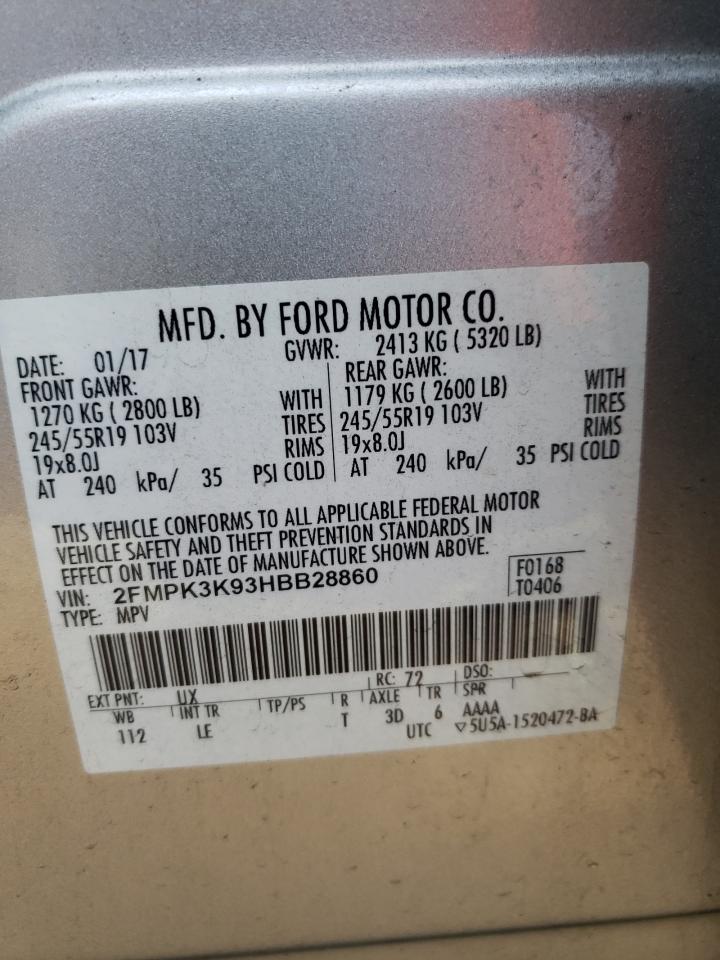 MFD. BY FORD MOTOR CO.
DATE: 01/17 GVWR: 2413 KG ( 5320 LB)
FRONT GAWR:
1270 KG ( 2800 LB) WITH
245/55R19 103V TIRES
19x8.0J RIMS
AT 240 kPa/ 35 PSI COLD
REAR GAWR:
1179 KG ( 2600 LB) WITH
245/55R19 103V TIRES
19x8.0J RIMS
AT 240 kPa/ 35 PSI COLD
THIS VEHICLE CONFORMS TO ALL APPLICABLE FEDERAL MOTOR
VEHICLE SAFETY AND THEFT PREVENTION STANDARDS IN
EFFECT ON THE DATE OF MANUFACTURE SHOWN ABOVE.
VIN: 2FMPK3K93HBB28860
TYPE: MPV
F0168
T0406
EXT PNT: UX RC: 72 DSO:
WB INT TR TP/PS R AXLE TR SPR
112 LE T 3D 6 AAAA
UTC ▽5U5A-1520472-BA